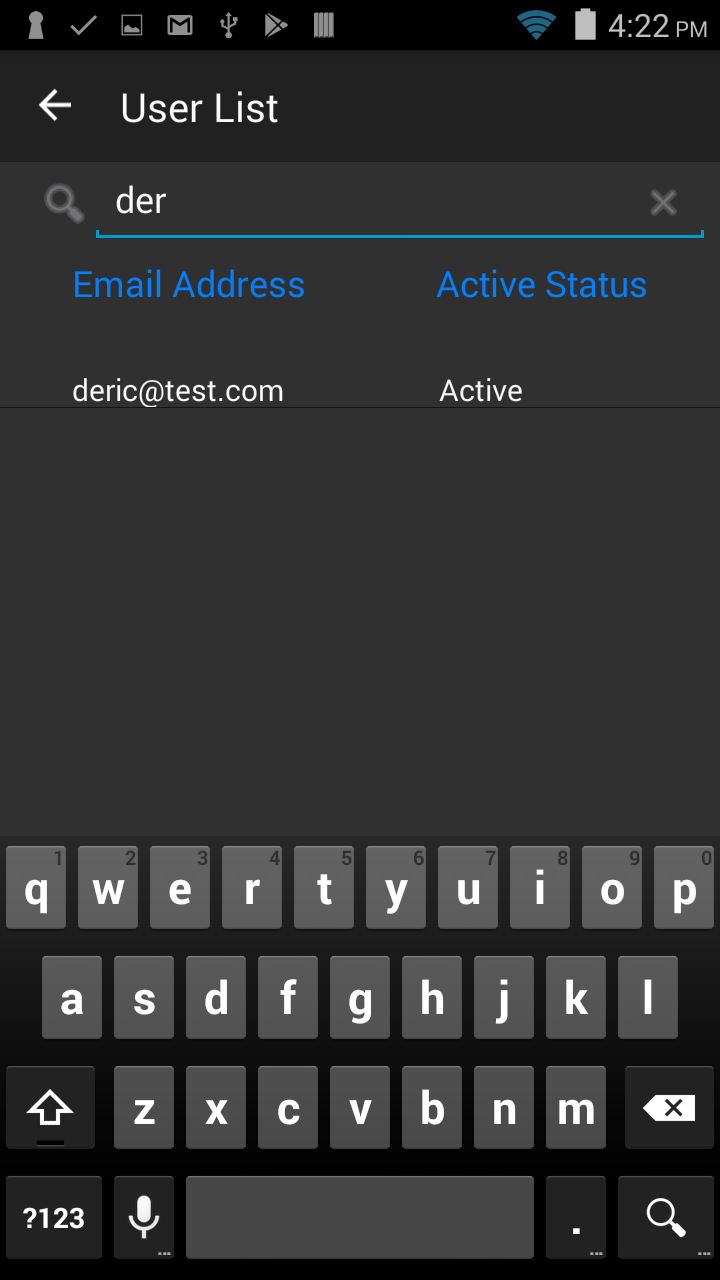 4:22 PM
User List
der
Email Address Active Status
deric@test.com Active
1 2 3 4 5 6 7 8 9 0
q w e r t y u i o p
a s d f g h j k l
z x c v b n m
?123 .